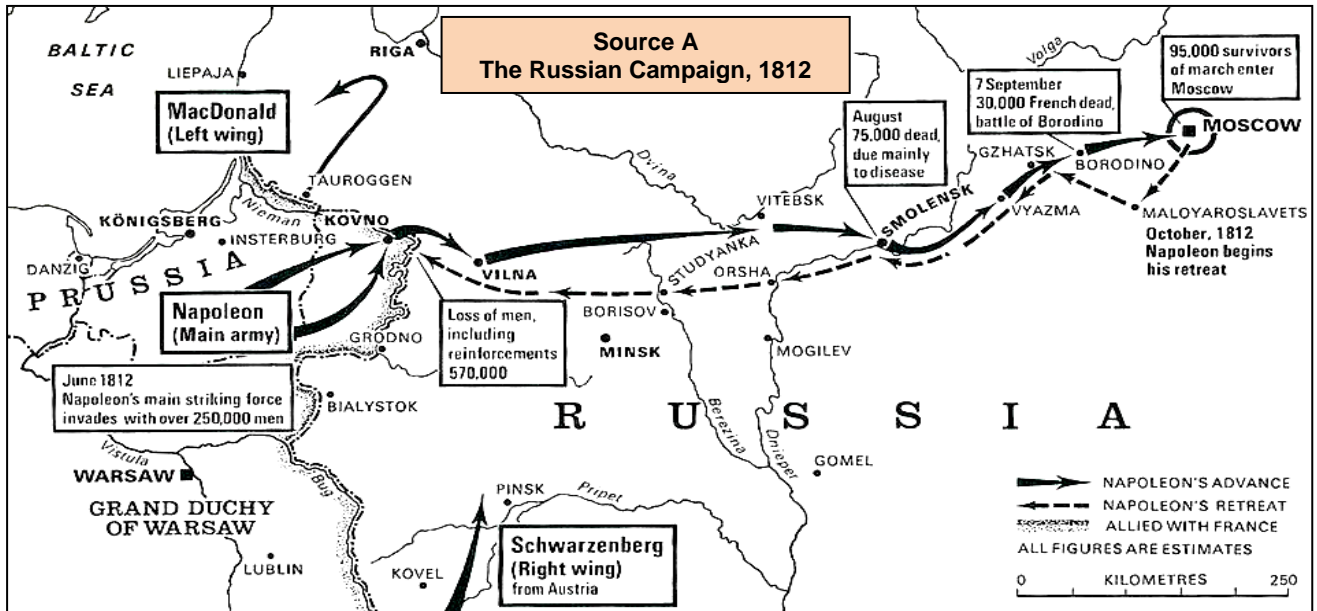 Source A
The Russian Campaign, 1812
BALTIC
SEA
LIEPAJA
RIGA
MacDonald
(Left wing)
TAUROGGEN
KÖNIGSBERG
Nieman
KOVNO
INSTERBURG
DANZIG
PRUSSIA
Napoleon
(Main army)
VILNA
GRODNO
June 1812
Napoleon's main striking force
invades with over 250,000 men
BIALYSTOK
Loss of men,
including
reinforcements
570,000
Dvina
VITEBSK
STUDYANKA
ORSHA
BORISOV
MINSK
MOGILEV
August
75.000 dead,
due mainly
to disease
SMOLENSK
7 September
30,000 French dead,
battle of Borodino
Volga
95,000 survivors
of march enter
Moscow
MOSCOW
GZHATSK
BORODINO
VYAZMA
MALOYAROSLAVETS
October, 1812
Napoleon begins
his retreat
RUSSIA
Berezina
Dnieper
GOMEL
Vistula
WARSAW
GRAND DUCHY
OF WARSAW
Bug
LUBLIN
KOVEL
PINSK
Pripet
Schwarzenberg
(Right wing)
from Austria
NAPOLEON'S ADVANCE
NAPOLEON'S RETREAT
ALLIED WITH FRANCE
ALL FIGURES ARE ESTIMATES
0 KILOMETRES 250